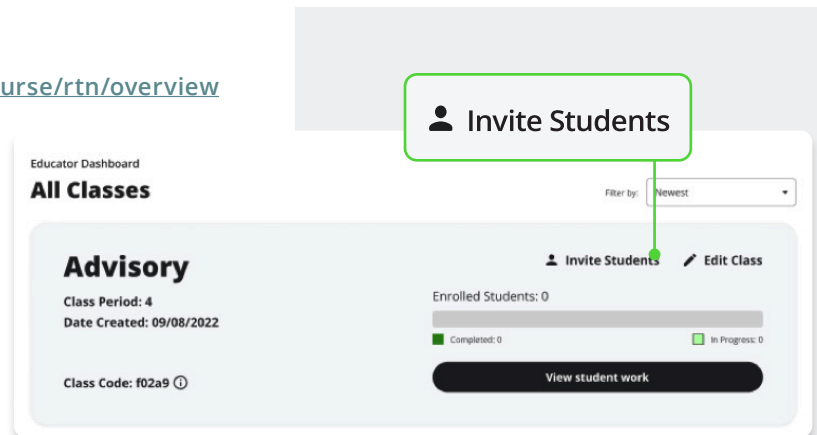 urse/rtn/overview
Invite Students
Educator Dashboard
All Classes
Filter by: Newest
Advisory
Invite Students Edit Class
Class Period: 4
Enrolled Students: 0
Date Created: 09/08/2022
Completed: 0 In Progress: 0
Class Code: f02a9
View student work